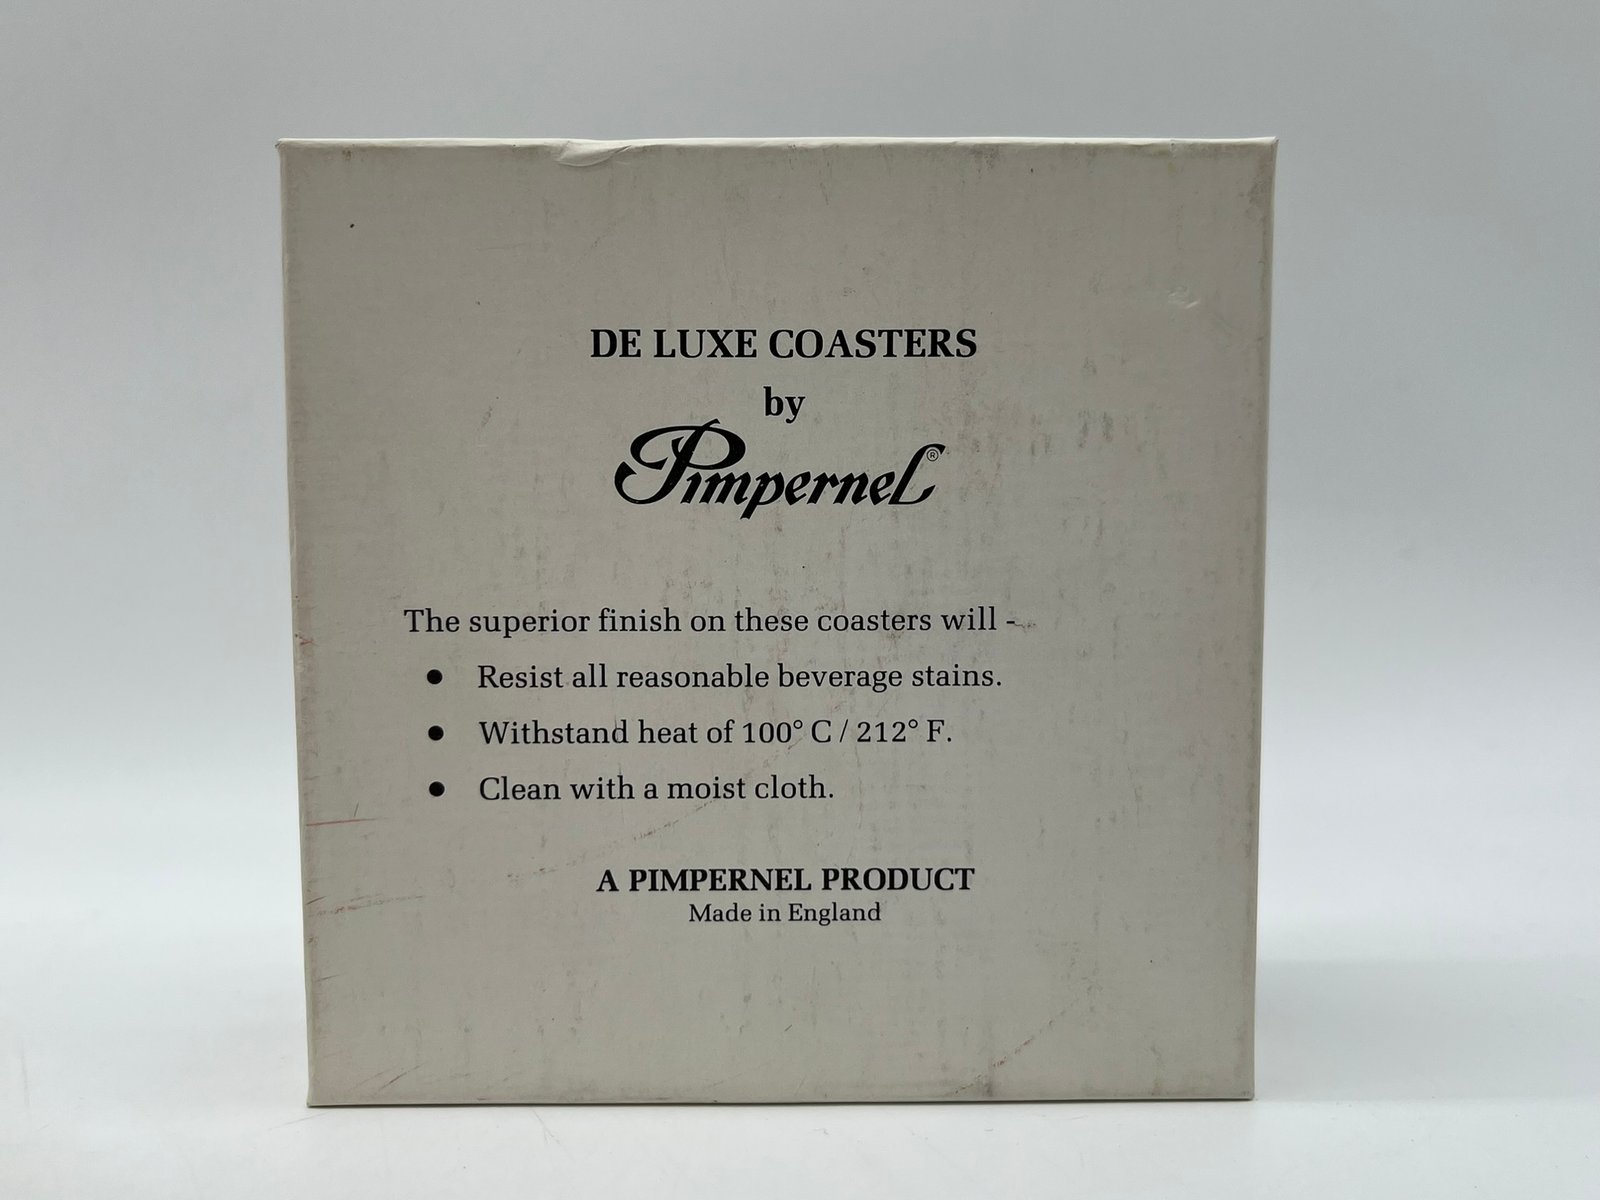 DE LUXE COASTERS
by
Pimpernel®
The superior finish on these coasters will -
● Resist all reasonable beverage stains.
● Withstand heat of 100° C / 212° F.
● Clean with a moist cloth.
A PIMPERNEL PRODUCT
Made in England